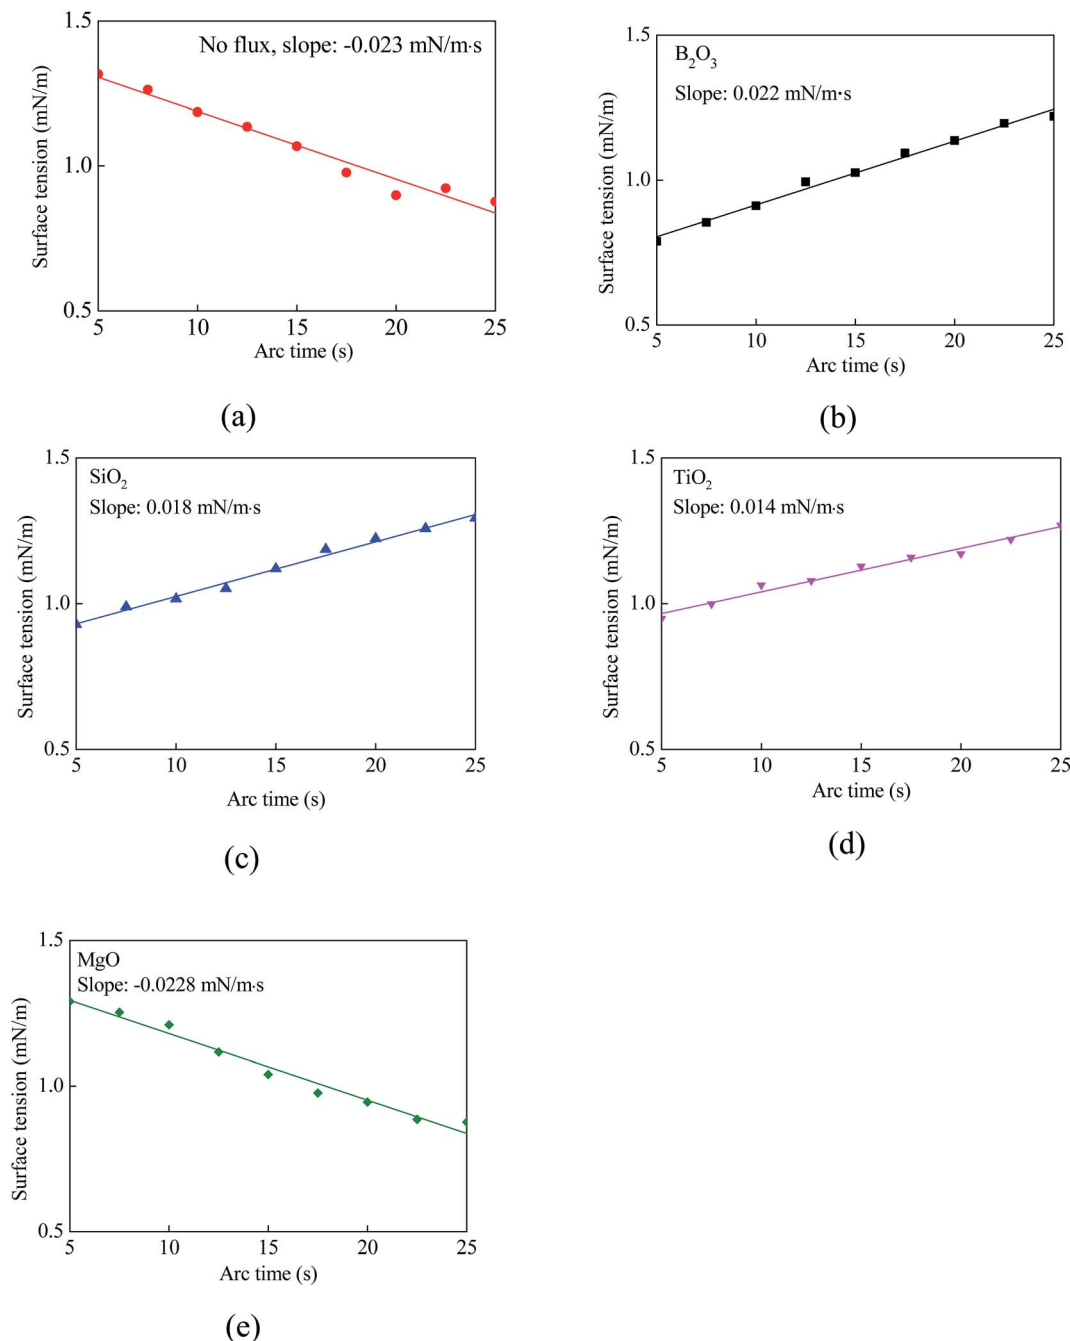 No flux, slope: -0.023 mN/m·s
Surface tension (mN/m)
1.5
1.0
0.5
5 10 15 20 25
Arc time (s)
(a)
B₂O₃
Slope: 0.022 mN/m·s
Surface tension (mN/m)
1.5
1.0
0.5
5 10 15 20 25
Arc time (s)
(b)
SiO₂
Slope: 0.018 mN/m·s
Surface tension (mN/m)
1.5
1.0
0.5
5 10 15 20 25
Arc time (s)
(c)
TiO₂
Slope: 0.014 mN/m·s
Surface tension (mN/m)
1.5
1.0
0.5
5 10 15 20 25
Arc time (s)
(d)
MgO
Slope: -0.0228 mN/m·s
Surface tension (mN/m)
1.5
1.0
0.5
5 10 15 20 25
Arc time (s)
(e)